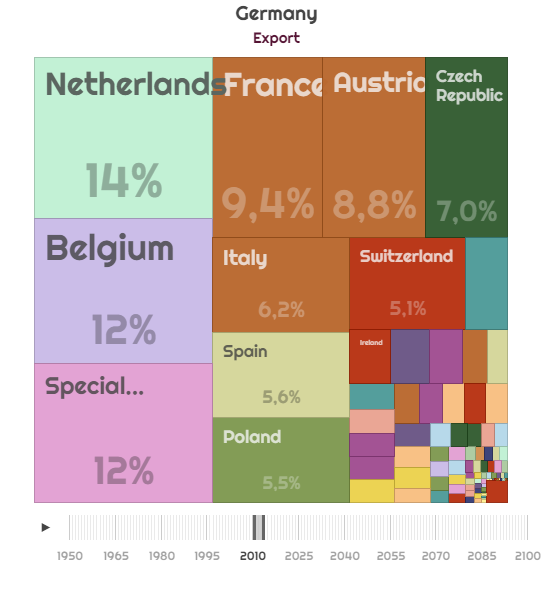 Germany
Export
Netherlands
14%
France
9,4%
Austria
8,8%
Czech
Republic
7,0%
Belgium
12%
Special...
12%
Italy
6,2%
Switzerland
5,1%
Spain
5,6%
Ireland
Poland
5,5%
1950 1965 1980 1995 2010 2025 2040 2055 2070 2085 2100